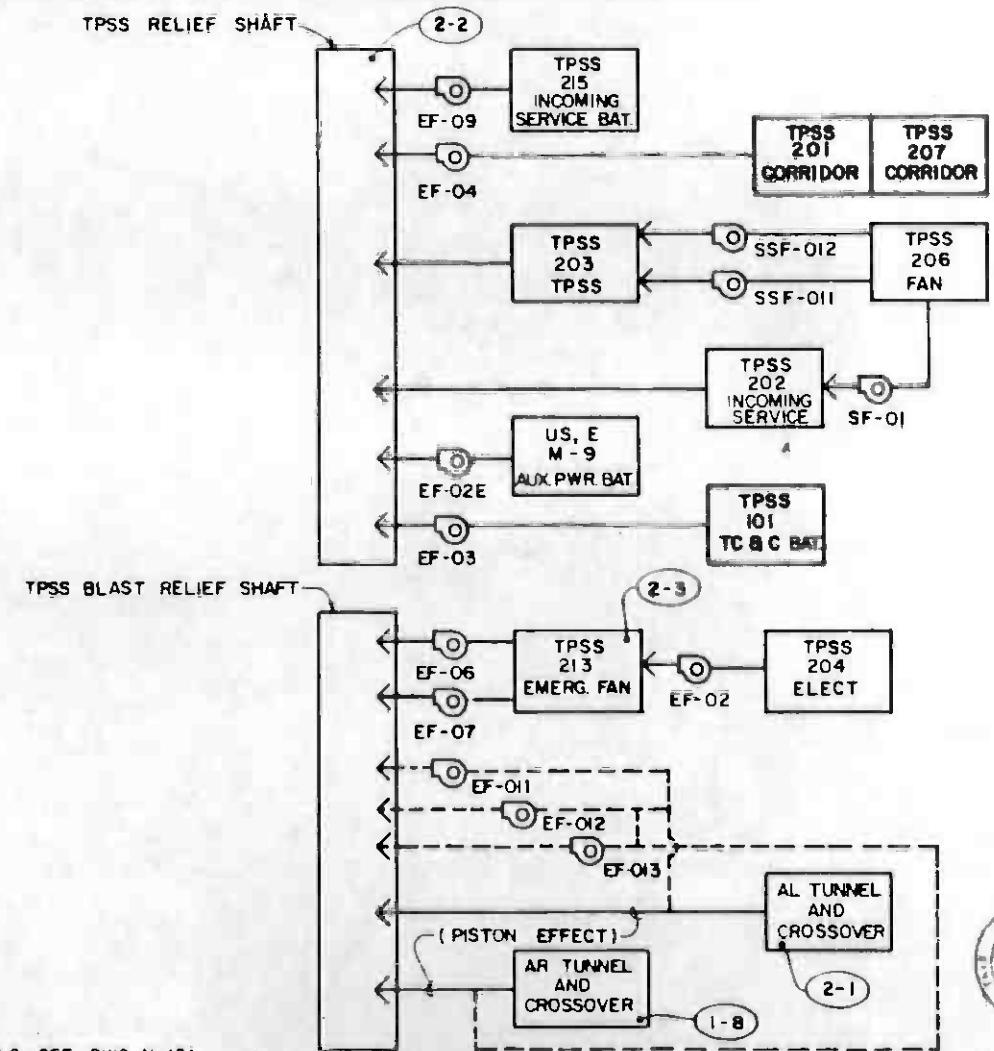 TPSS RELIEF SHAFT
2-2
TPSS
215
INCOMING
SERVICE BAT.
EF-09
TPSS
201
CORRIDOR
TPSS
207
CORRIDOR
EF-04
TPSS
203
TPSS
SSF-012
SSF-011
TPSS
206
FAN
TPSS
202
INCOMING
SERVICE
SF-01
US, E
M-9
AUX. PWR. BAT.
EF-02E
TPSS
101
TC & C BAT.
EF-03
TPSS BLAST RELIEF SHAFT
2-3
TPSS
213
EMERG. FAN
EF-06
EF-07
EF-02
TPSS
204
ELECT
EF-011
EF-012
EF-013
AL TUNNEL
AND
CROSSOVER
(PISTON EFFECT)
AR TUNNEL
AND
CROSSOVER
2-1
1-8